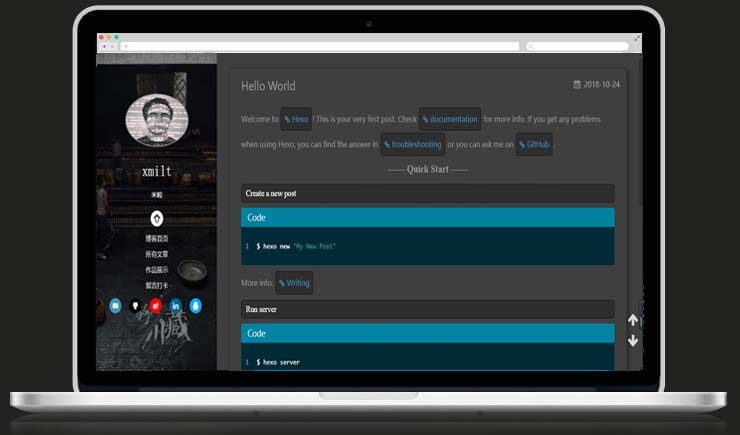 xmilt
米粒
博客首页
所有文章
作品展示
留言打卡
Hello World
2018-10-24
Welcome to Hexo ! This is your very first post. Check documentation for more info. If you get any problems
when using Hexo, you can find the answer in troubleshooting or you can ask me on GitHub .
Quick Start
Create a new post
Code
1 $ hexo new "My New Post"
More info: Writing
Run server
Code
1 $ hexo server